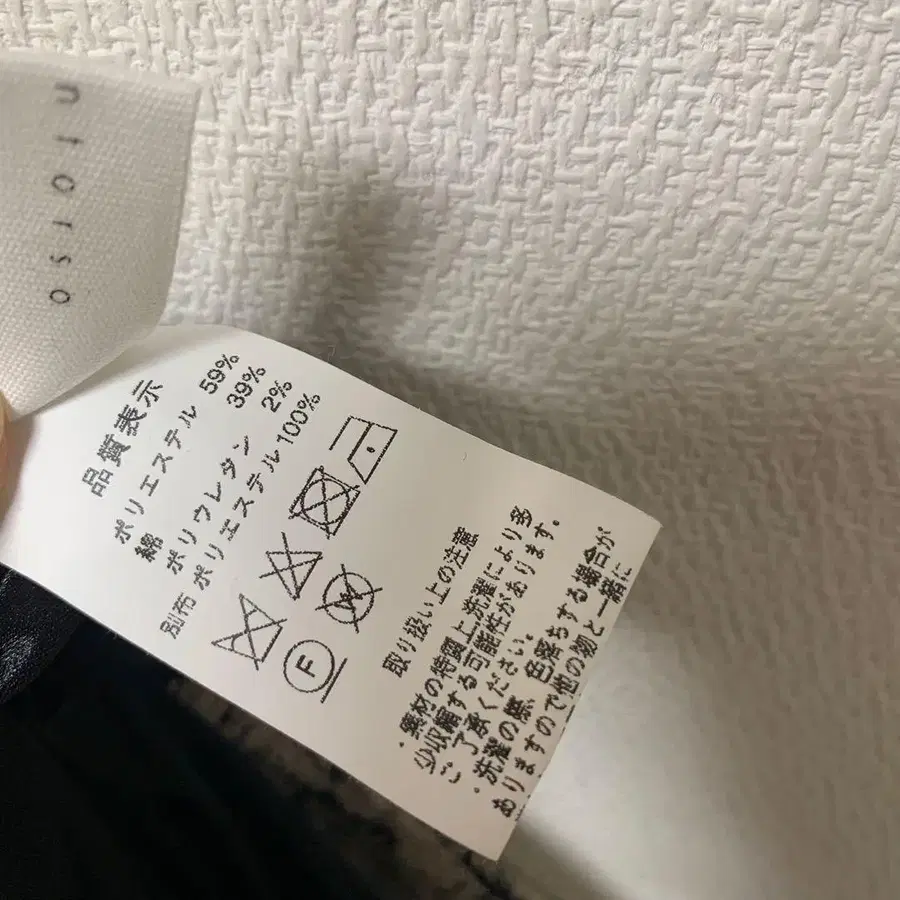 ntorso
品質表示
ポリエステル 59%
綿 39%
ポリウレタン 2%
別布 ポリエステル100%
F
W
取り扱い上の注意
・素材の特質上、洗濯により多
少収縮する可能性があります。
ご了承ください。
・洗濯の際、色落ちする場合が
ありますので他の物と一緒に